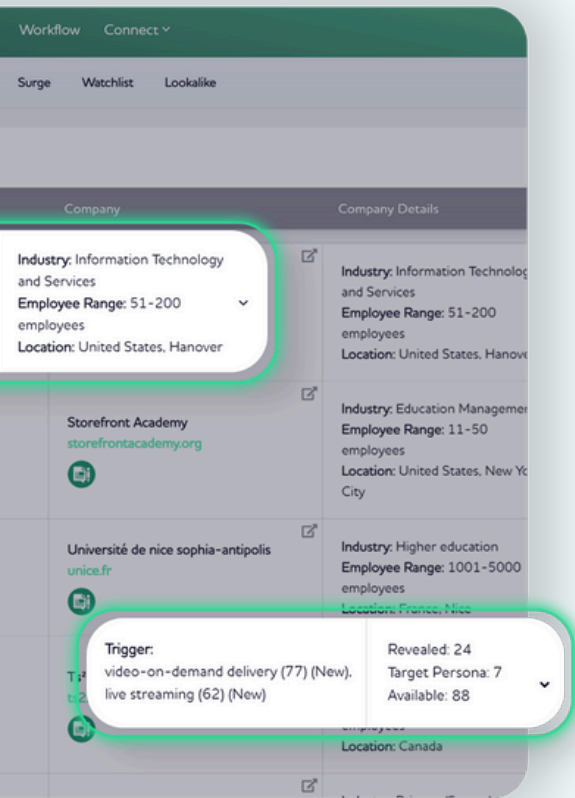 Workflow Connect
Surge Watchlist Lookalike
Company Company Details
Industry: Information Technology
and Services
Employee Range: 51-200
employees
Location: United States, Hanover
Industry: Information
and Services
Employee Range: 51-200
employees
Location: United States,
Storefront Academy
storefrontacademy.org
Industry: Education
Employee Range: 11-50
employees
Location: United States, New
City
Université de nice sophia-antipolis
unice.fr
Industry: Higher education
Employee Range: 1001-5000
employees
Location: France, Nice
Trigger:
video-on-demand delivery (77) (New),
live streaming (62) (New)
Revealed: 24
Target Persona: 7
Available: 88
employees
Location: Canada